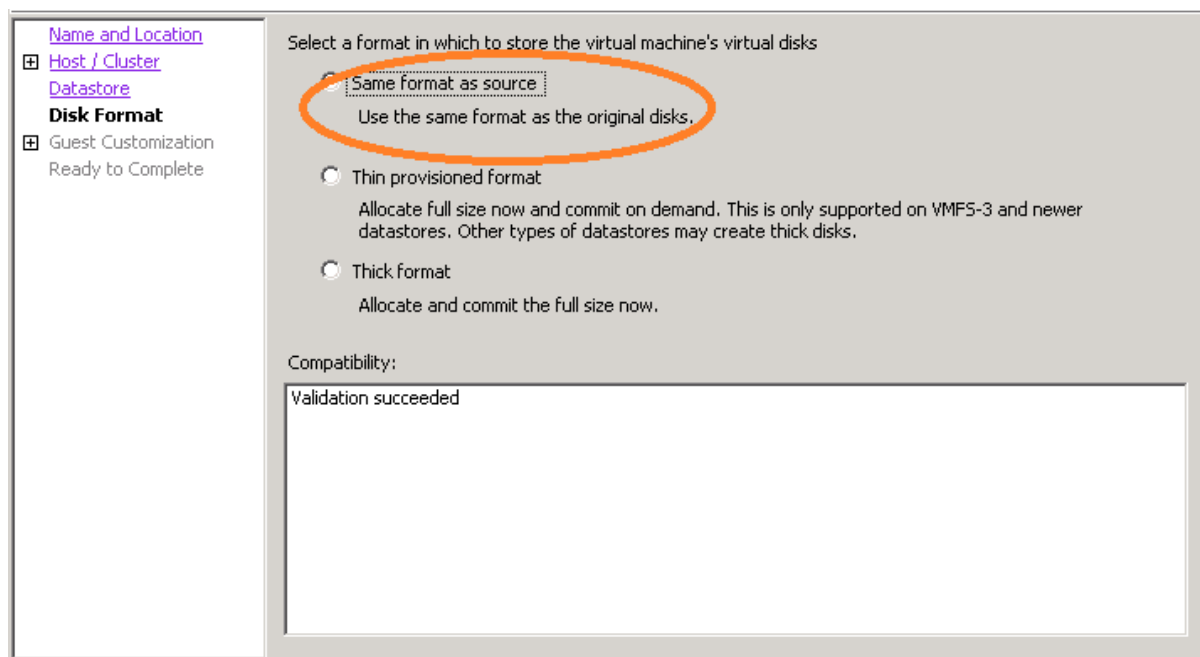 Name and Location
Host / Cluster
Datastore
Disk Format
Guest Customization
Ready to Complete
Select a format in which to store the virtual machine's virtual disks
Same format as source
Use the same format as the original disks.
Thin provisioned format
Allocate full size now and commit on demand. This is only supported on VMFS-3 and newer
datastores. Other types of datastores may create thick disks.
Thick format
Allocate and commit the full size now.
Compatibility:
Validation succeeded